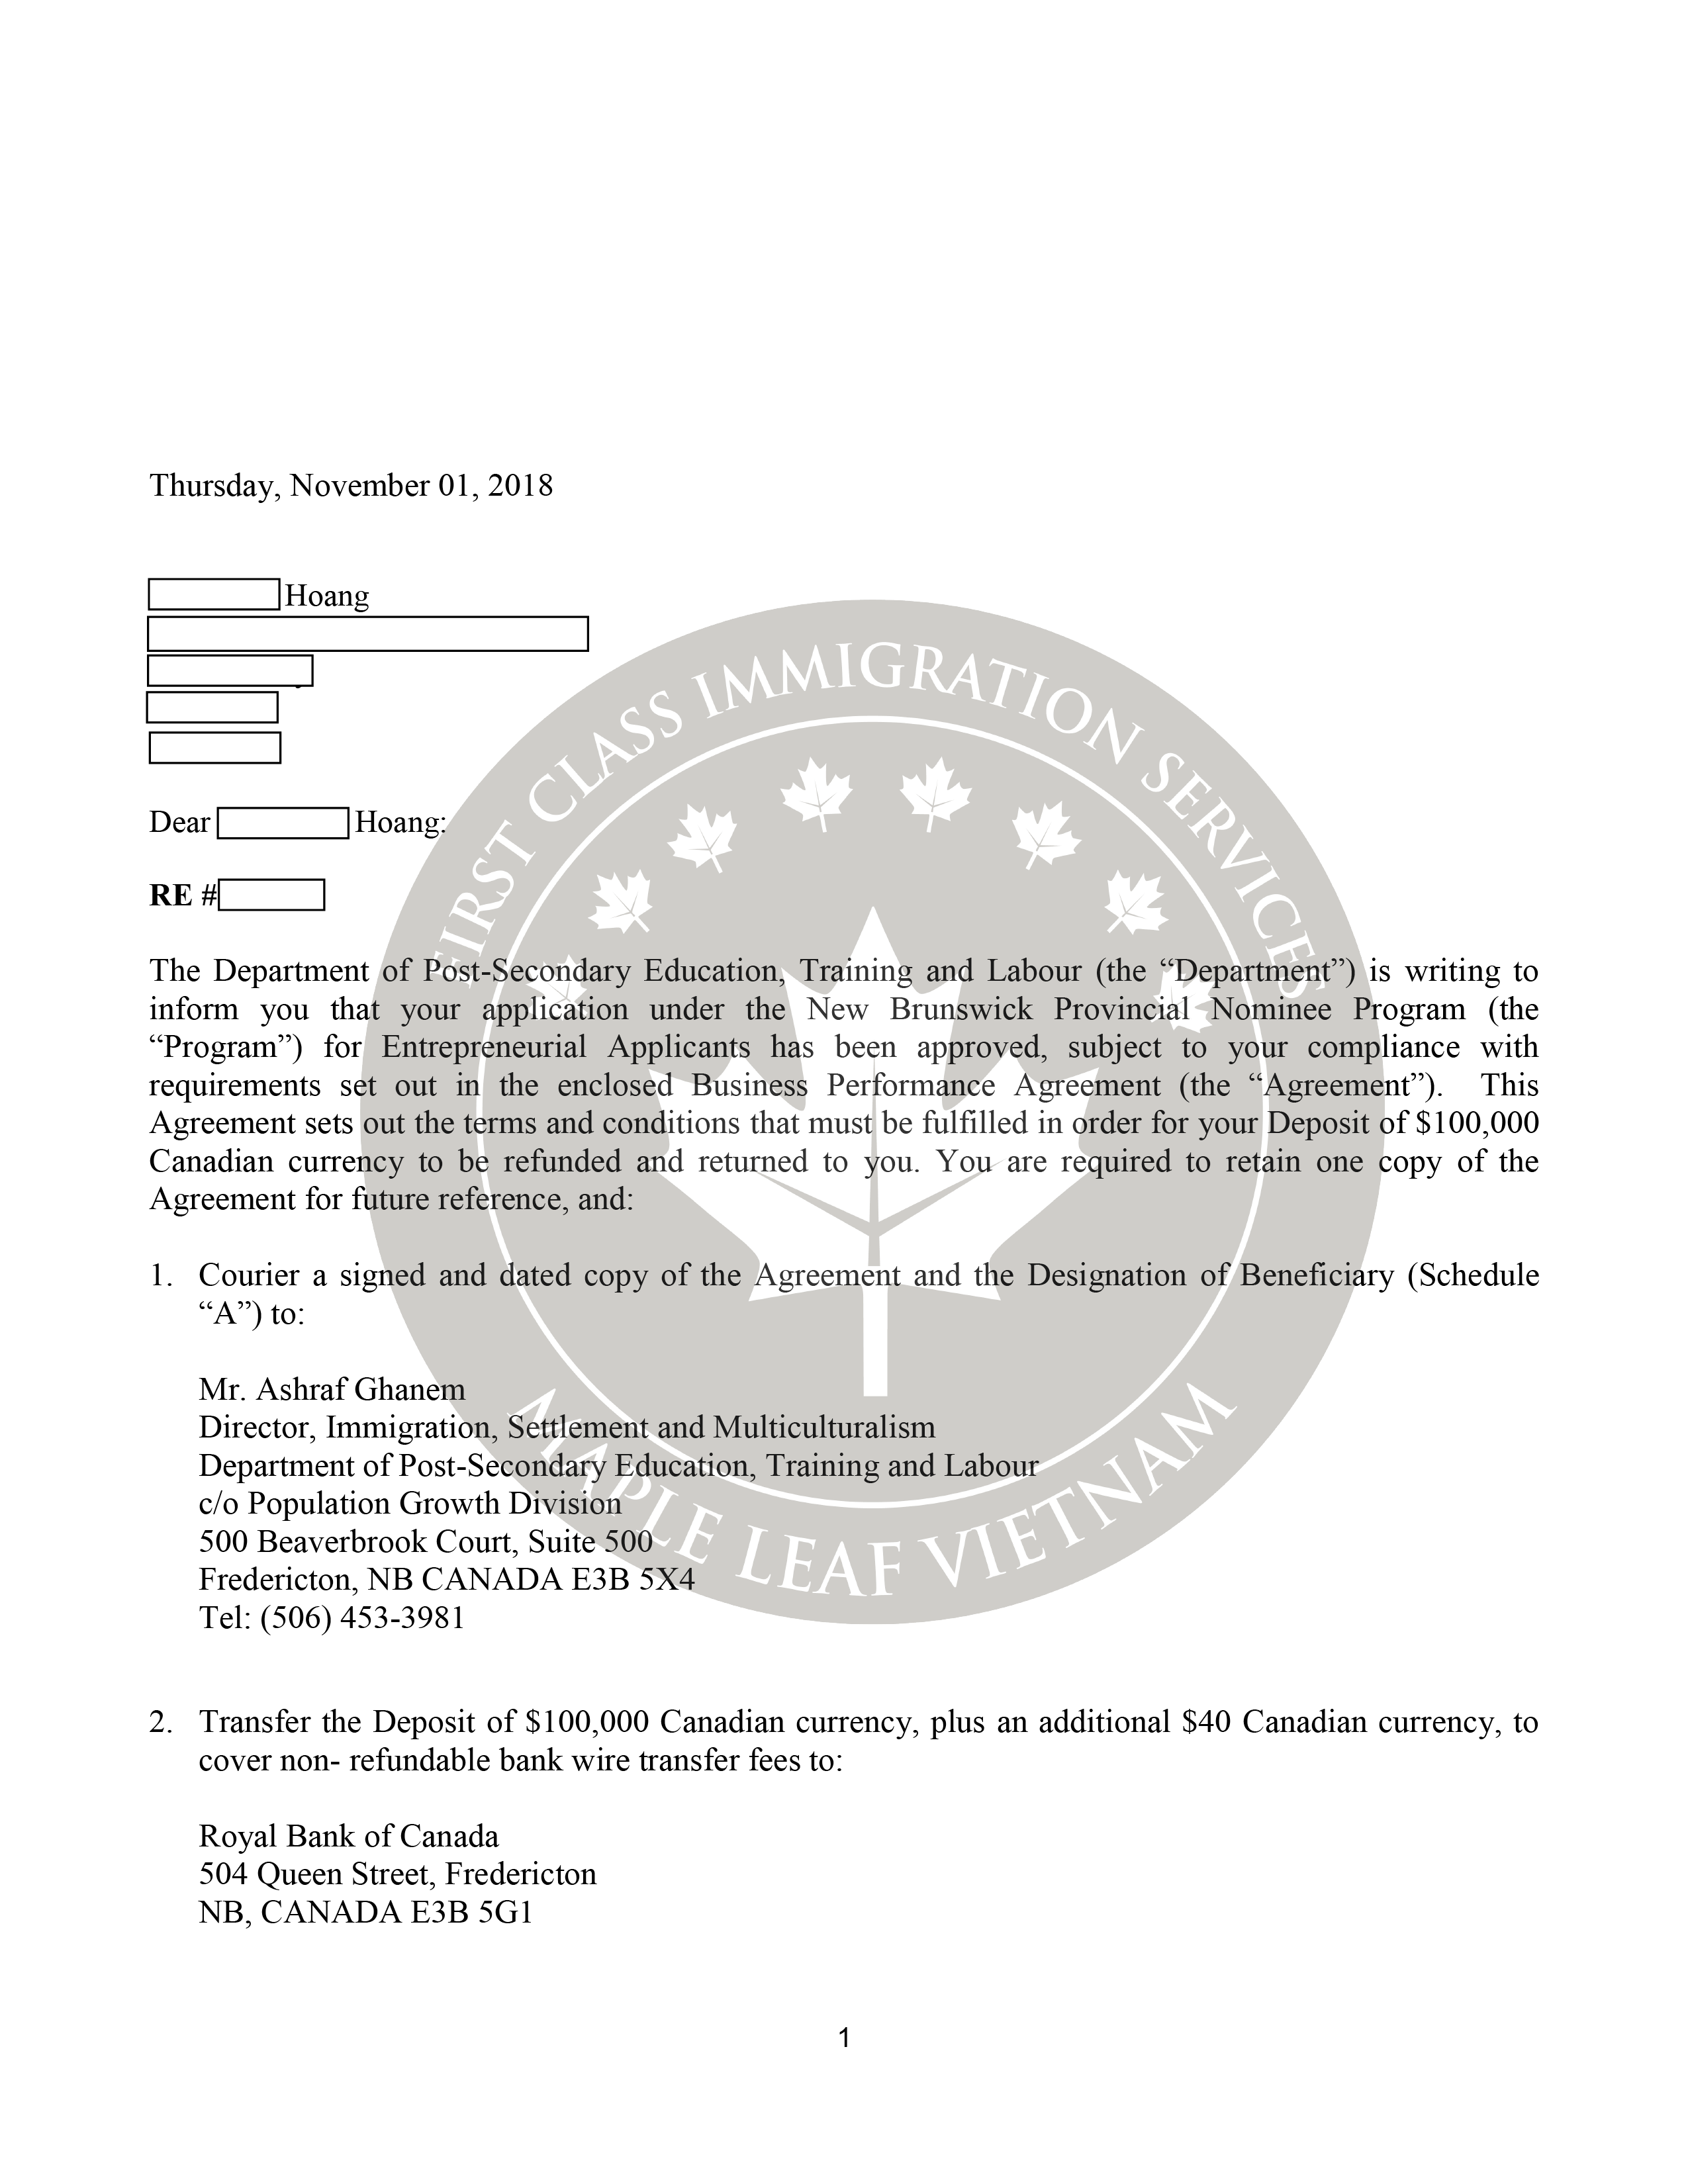 Thursday, November 01, 2018
Hoang
Dear Hoang:
RE #
FIRST CLASS IMMIGRATION SERVICES
The Department of Post-Secondary Education, Training and Labour (the “Department”) is writing to
inform you that your application under the New Brunswick Provincial Nominee Program (the
“Program”) for Entrepreneurial Applicants has been approved, subject to your compliance with
requirements set out in the enclosed Business Performance Agreement (the “Agreement”). This
Agreement sets out the terms and conditions that must be fulfilled in order for your Deposit of $100,000
Canadian currency to be refunded and returned to you. You are required to retain one copy of the
Agreement for future reference, and:
1. Courier a signed and dated copy of the Agreement and the Designation of Beneficiary (Schedule
“A”) to:
Mr. Ashraf Ghanem
Director, Immigration, Settlement and Multiculturalism
Department of Post-Secondary Education, Training and Labour
c/o Population Growth Division
500 Beaverbrook Court, Suite 500
Fredericton, NB CANADA E3B 5X4
Tel: (506) 453-3981
MAPLE LEAF VIETNAM
2. Transfer the Deposit of $100,000 Canadian currency, plus an additional $40 Canadian currency, to
cover non- refundable bank wire transfer fees to:
Royal Bank of Canada
504 Queen Street, Fredericton
NB, CANADA E3B 5G1
1